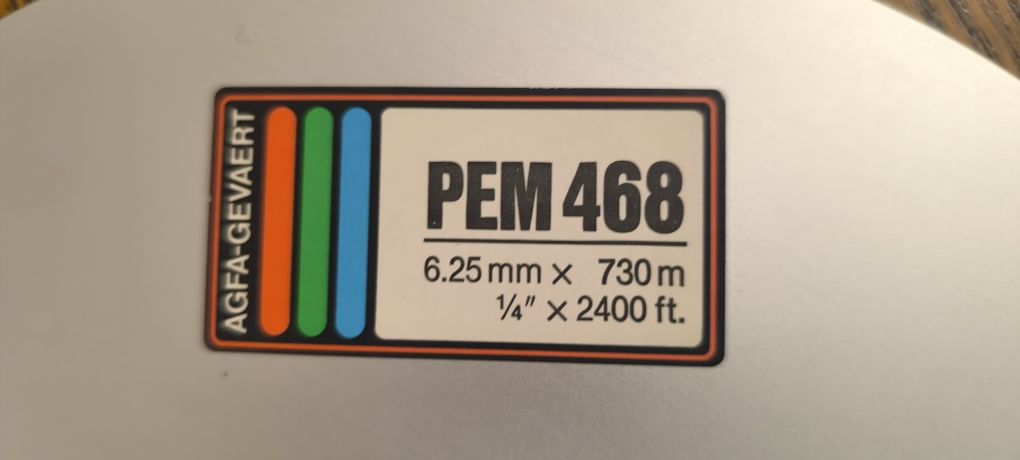 AGFA-GEVAERT
PEM 468
6.25 mm × 730 m
¼" × 2400 ft.